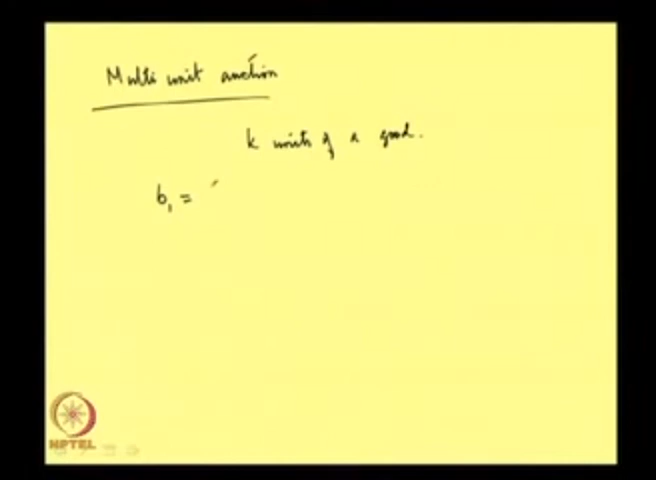 Multi unit auction
k units of a good.
b₁ =
NPTEL